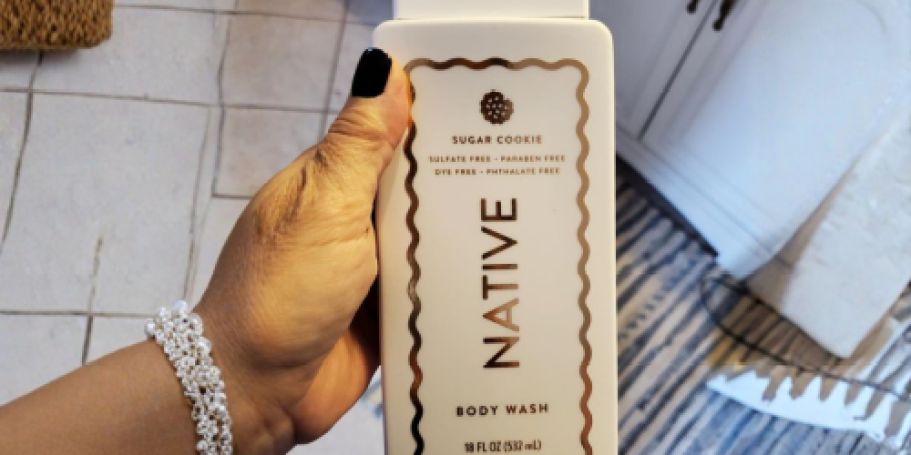 SUGAR COOKIE
SULFATE FREE - PARABEN FREE
DYE FREE - PHTHALATE FREE
NATIVE
BODY WASH
18 FL OZ (532 mL)